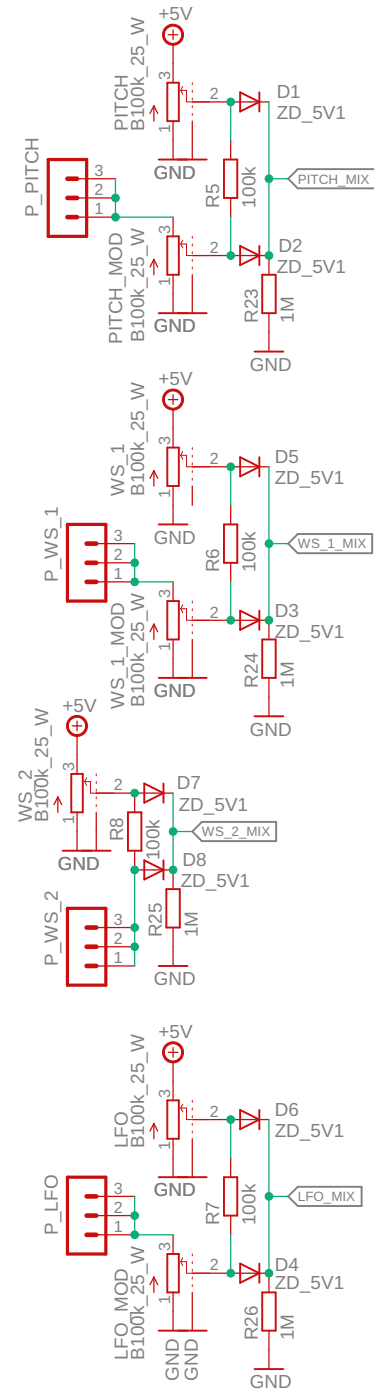 +5V
PITCH
B100k_25_W
3
2
1
GND
D1
ZD_5V1
P_PITCH
3
2
1
R5
100k
PITCH_MIX
PITCH_MOD
B100k_25_W
3
2
1
GND
D2
ZD_5V1
R23
1M
GND
+5V
WS_1
B100k_25_W
3
2
1
GND
D5
ZD_5V1
P_WS_1
3
2
1
R6
100k
WS_1_MIX
WS_1_MOD
B100k_25_W
3
2
1
GND
D3
ZD_5V1
R24
1M
GND
+5V
WS_2
B100k_25_W
3
2
1
GND
D7
ZD_5V1
R8
100k
WS_2_MIX
D8
ZD_5V1
P_WS_2
3
2
1
R25
1M
GND
+5V
LFO
B100k_25_W
3
2
1
GND
D6
ZD_5V1
P_LFO
3
2
1
R7
100k
LFO_MIX
LFO_MOD
B100k_25_W
3
2
1
GND
GND
D4
ZD_5V1
R26
1M
GND